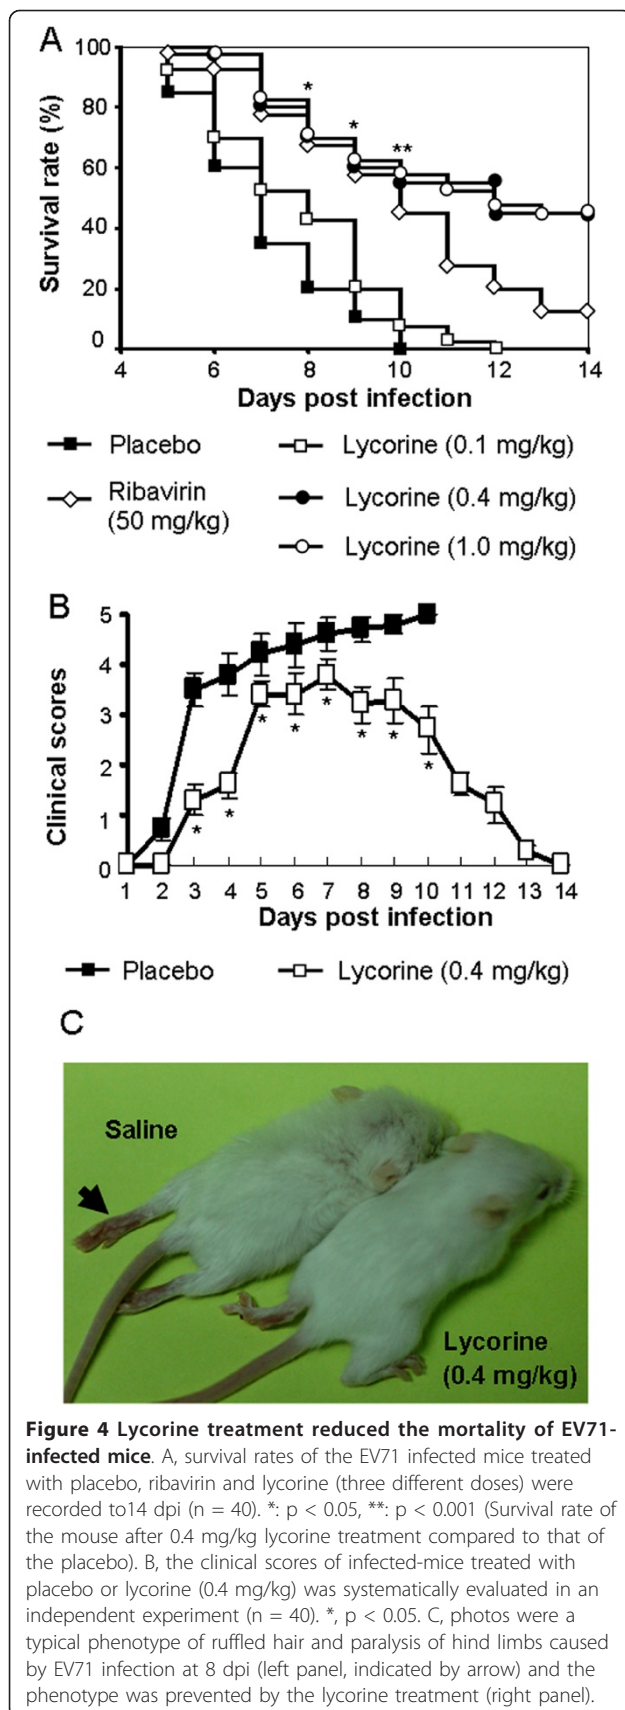 A
100
80
60
40
20
0
Survival rate (%)
*
*
**
4 6 8 10 12 14
Days post infection
Placebo
Lycorine (0.1 mg/kg)
Ribavirin
(50 mg/kg)
Lycorine (0.4 mg/kg)
Lycorine (1.0 mg/kg)
B
5
4
3
2
1
0
Clinical scores
* * * * * * * *
1 2 3 4 5 6 7 8 9 10 11 12 13 14
Days post infection
Placebo
Lycorine (0.4 mg/kg)
C
Saline
Lycorine
(0.4 mg/kg)
Figure 4 Lycorine treatment reduced the mortality of EV71-
infected mice. A, survival rates of the EV71 infected mice treated
with placebo, ribavirin and lycorine (three different doses) were
recorded to14 dpi (n = 40). *: p < 0.05, **: p < 0.001 (Survival rate of
the mouse after 0.4 mg/kg lycorine treatment compared to that of
the placebo). B, the clinical scores of infected-mice treated with
placebo or lycorine (0.4 mg/kg) was systematically evaluated in an
independent experiment (n = 40). *, p < 0.05. C, photos were a
typical phenotype of ruffled hair and paralysis of hind limbs caused
by EV71 infection at 8 dpi (left panel, indicated by arrow) and the
phenotype was prevented by the lycorine treatment (right panel).